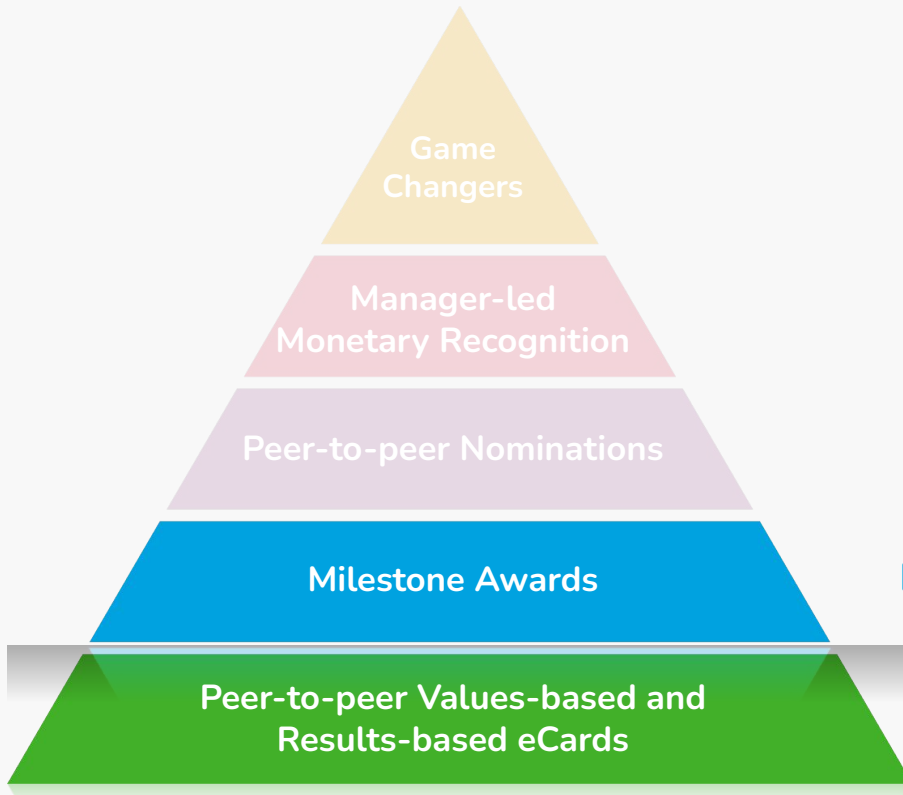 Game
Changers
Manager-led
Monetary Recognition
Peer-to-peer Nominations
Milestone Awards
Peer-to-peer Values-based and
Results-based eCards